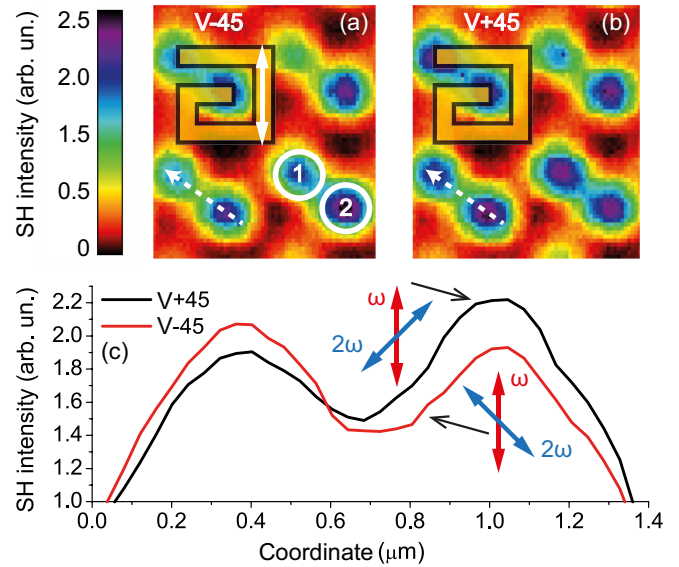 SH intensity (arb. un.)
2.5
2.0
1.5
0.5
0
V-45
(a)
1
2
V+45
(b)
SH intensity (arb. un.)
2.2
2.0
1.8
1.6
1.4
1.2
1.0
V+45
V-45
(c)
ω
2ω
ω
2ω
0.0 0.2 0.4 0.6 0.8 1.0 1.2 1.4
Coordinate (μm)